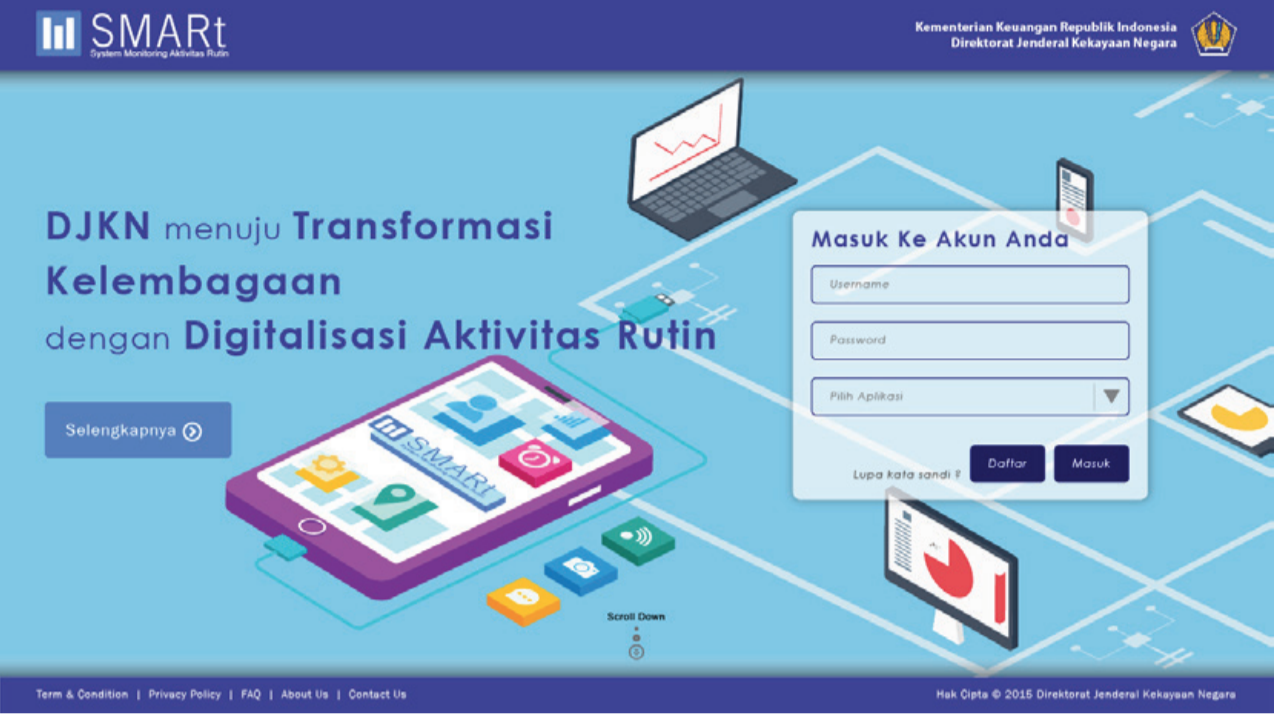 SMARt
System Monitoring Aktivitas Rutin
Kementerian Keuangan Republik Indonesia
Direktorat Jenderal Kekayaan Negara
DJKN menuju Transformasi
Kelembagaan
dengan Digitalisasi Aktivitas Rutin
Selengkapnya
Masuk Ke Akun Anda
Username
Password
Pilih Aplikasi
Lupa kata sandi ?
Daftar
Masuk
SMARt
Scroll Down
Term & Condition | Privacy Policy | FAQ | About Us | Contact Us
Hak Cipta © 2015 Direktorat Jenderal Kekayaan Negara